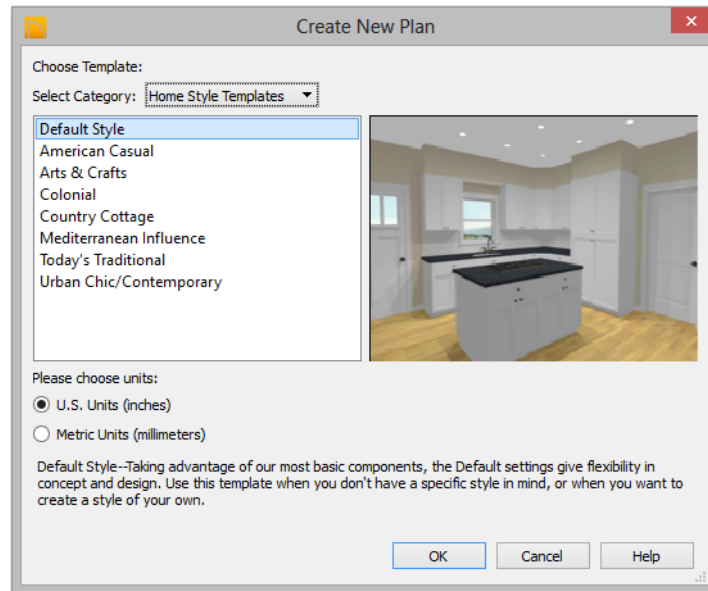 Create New Plan
Choose Template:
Select Category: Home Style Templates
Default Style
American Casual
Arts & Crafts
Colonial
Country Cottage
Mediterranean Influence
Today's Traditional
Urban Chic/Contemporary
Please choose units:
U.S. Units (inches)
Metric Units (millimeters)
Default Style--Taking advantage of our most basic components, the Default settings give flexibility in
concept and design. Use this template when you don't have a specific style in mind, or when you want to
create a style of your own.
OK Cancel Help